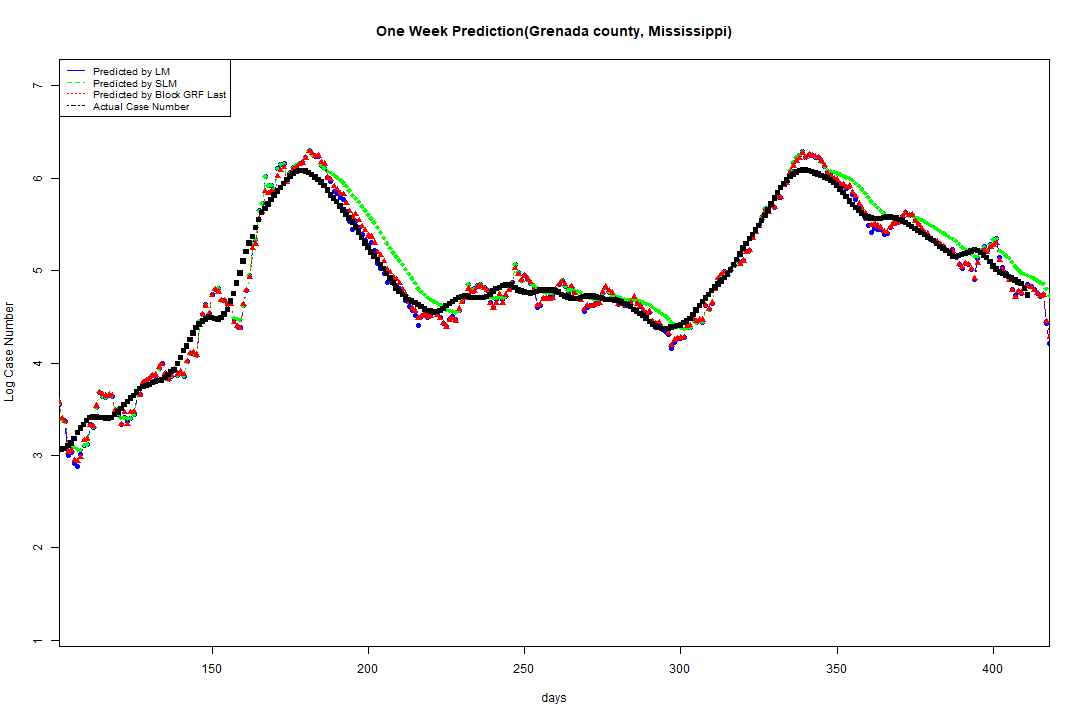 One Week Prediction(Grenada county, Mississippi)
Predicted by LM
Predicted by SLM
Predicted by Block GRF Last
Actual Case Number
7
6
5
4
3
2
1
Log Case Number
150 200 250 300 350 400
days